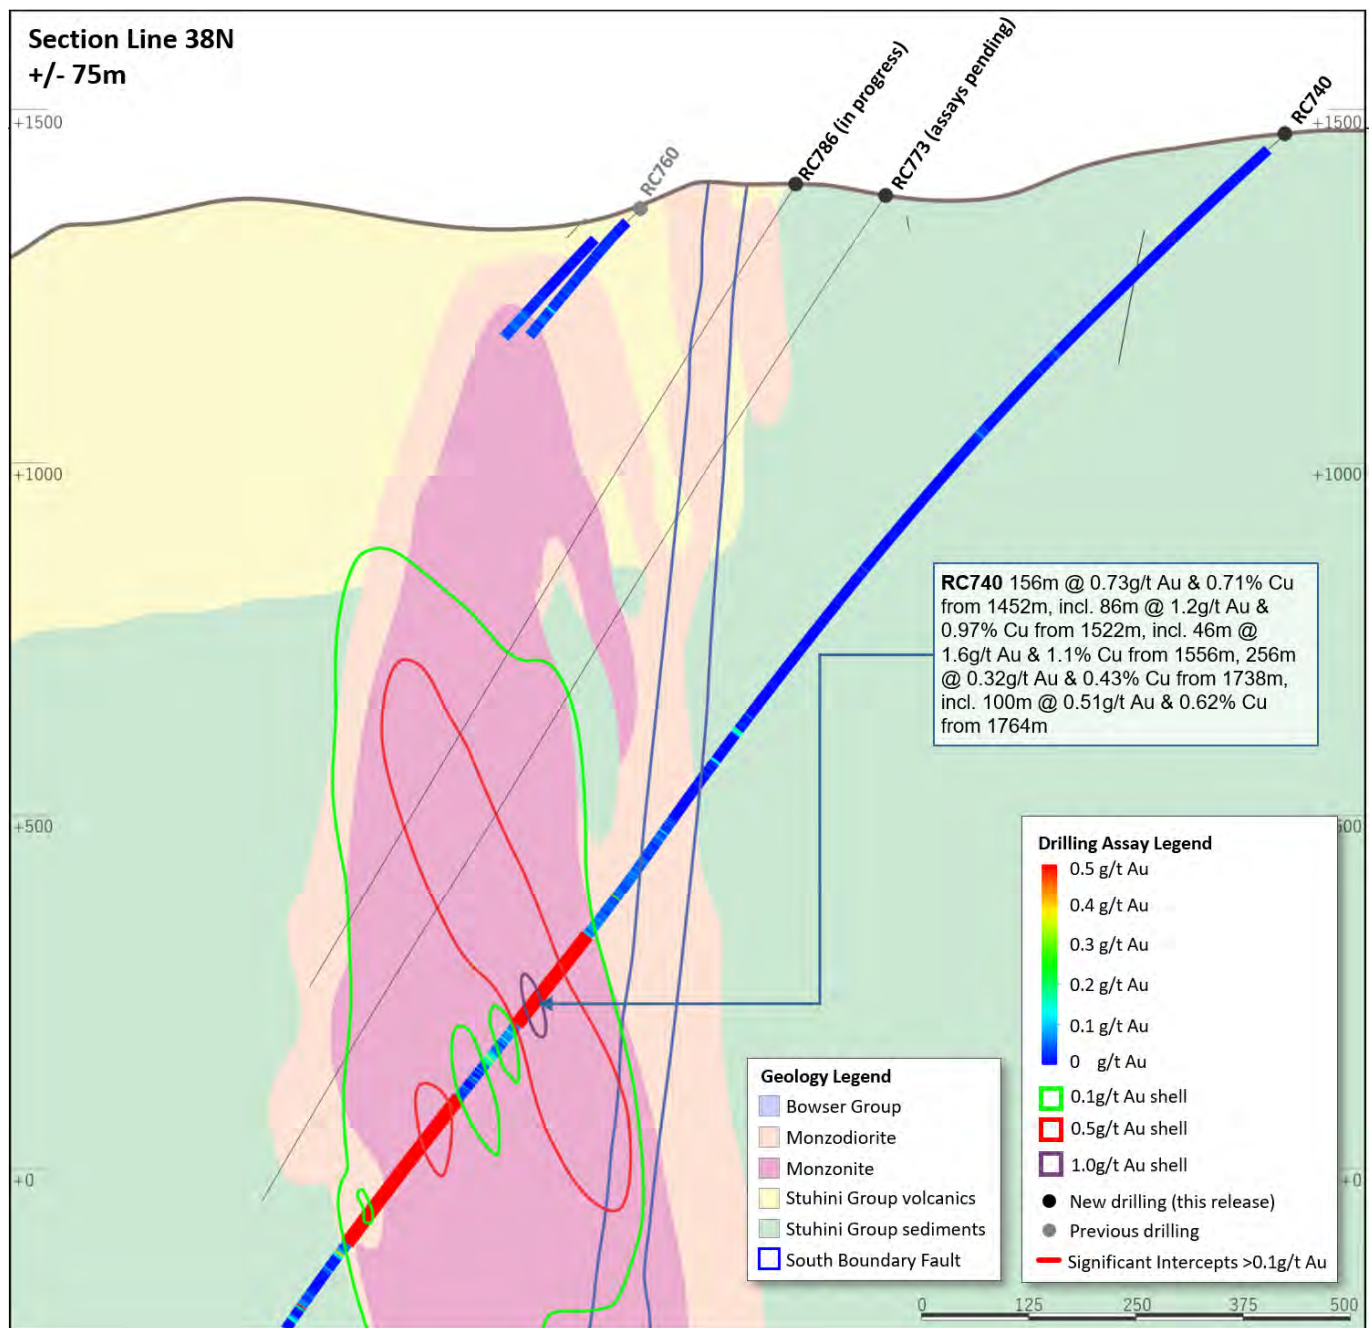 Section Line 38N
+/- 75m
RC760
RC786 (in progress)
RC773 (assays pending)
RC740
+1500
+1500
+1000
+1000
RC740 156m @ 0.73g/t Au & 0.71% Cu
from 1452m, incl. 86m @ 1.2g/t Au &
0.97% Cu from 1522m, incl. 46m @
1.6g/t Au & 1.1% Cu from 1556m, 256m
@ 0.32g/t Au & 0.43% Cu from 1738m,
incl. 100m @ 0.51g/t Au & 0.62% Cu
from 1764m
+500
00
Drilling Assay Legend
0.5 g/t Au
0.4 g/t Au
0.3 g/t Au
0.2 g/t Au
0.1 g/t Au
0 g/t Au
0.1g/t Au shell
0.5g/t Au shell
1.0g/t Au shell
New drilling (this release)
Previous drilling
Significant Intercepts >0.1g/t Au
Geology Legend
Bowser Group
Monzodiorite
Monzonite
Stuhini Group volcanics
Stuhini Group sediments
South Boundary Fault
+0
+0
0 125 250 375 500